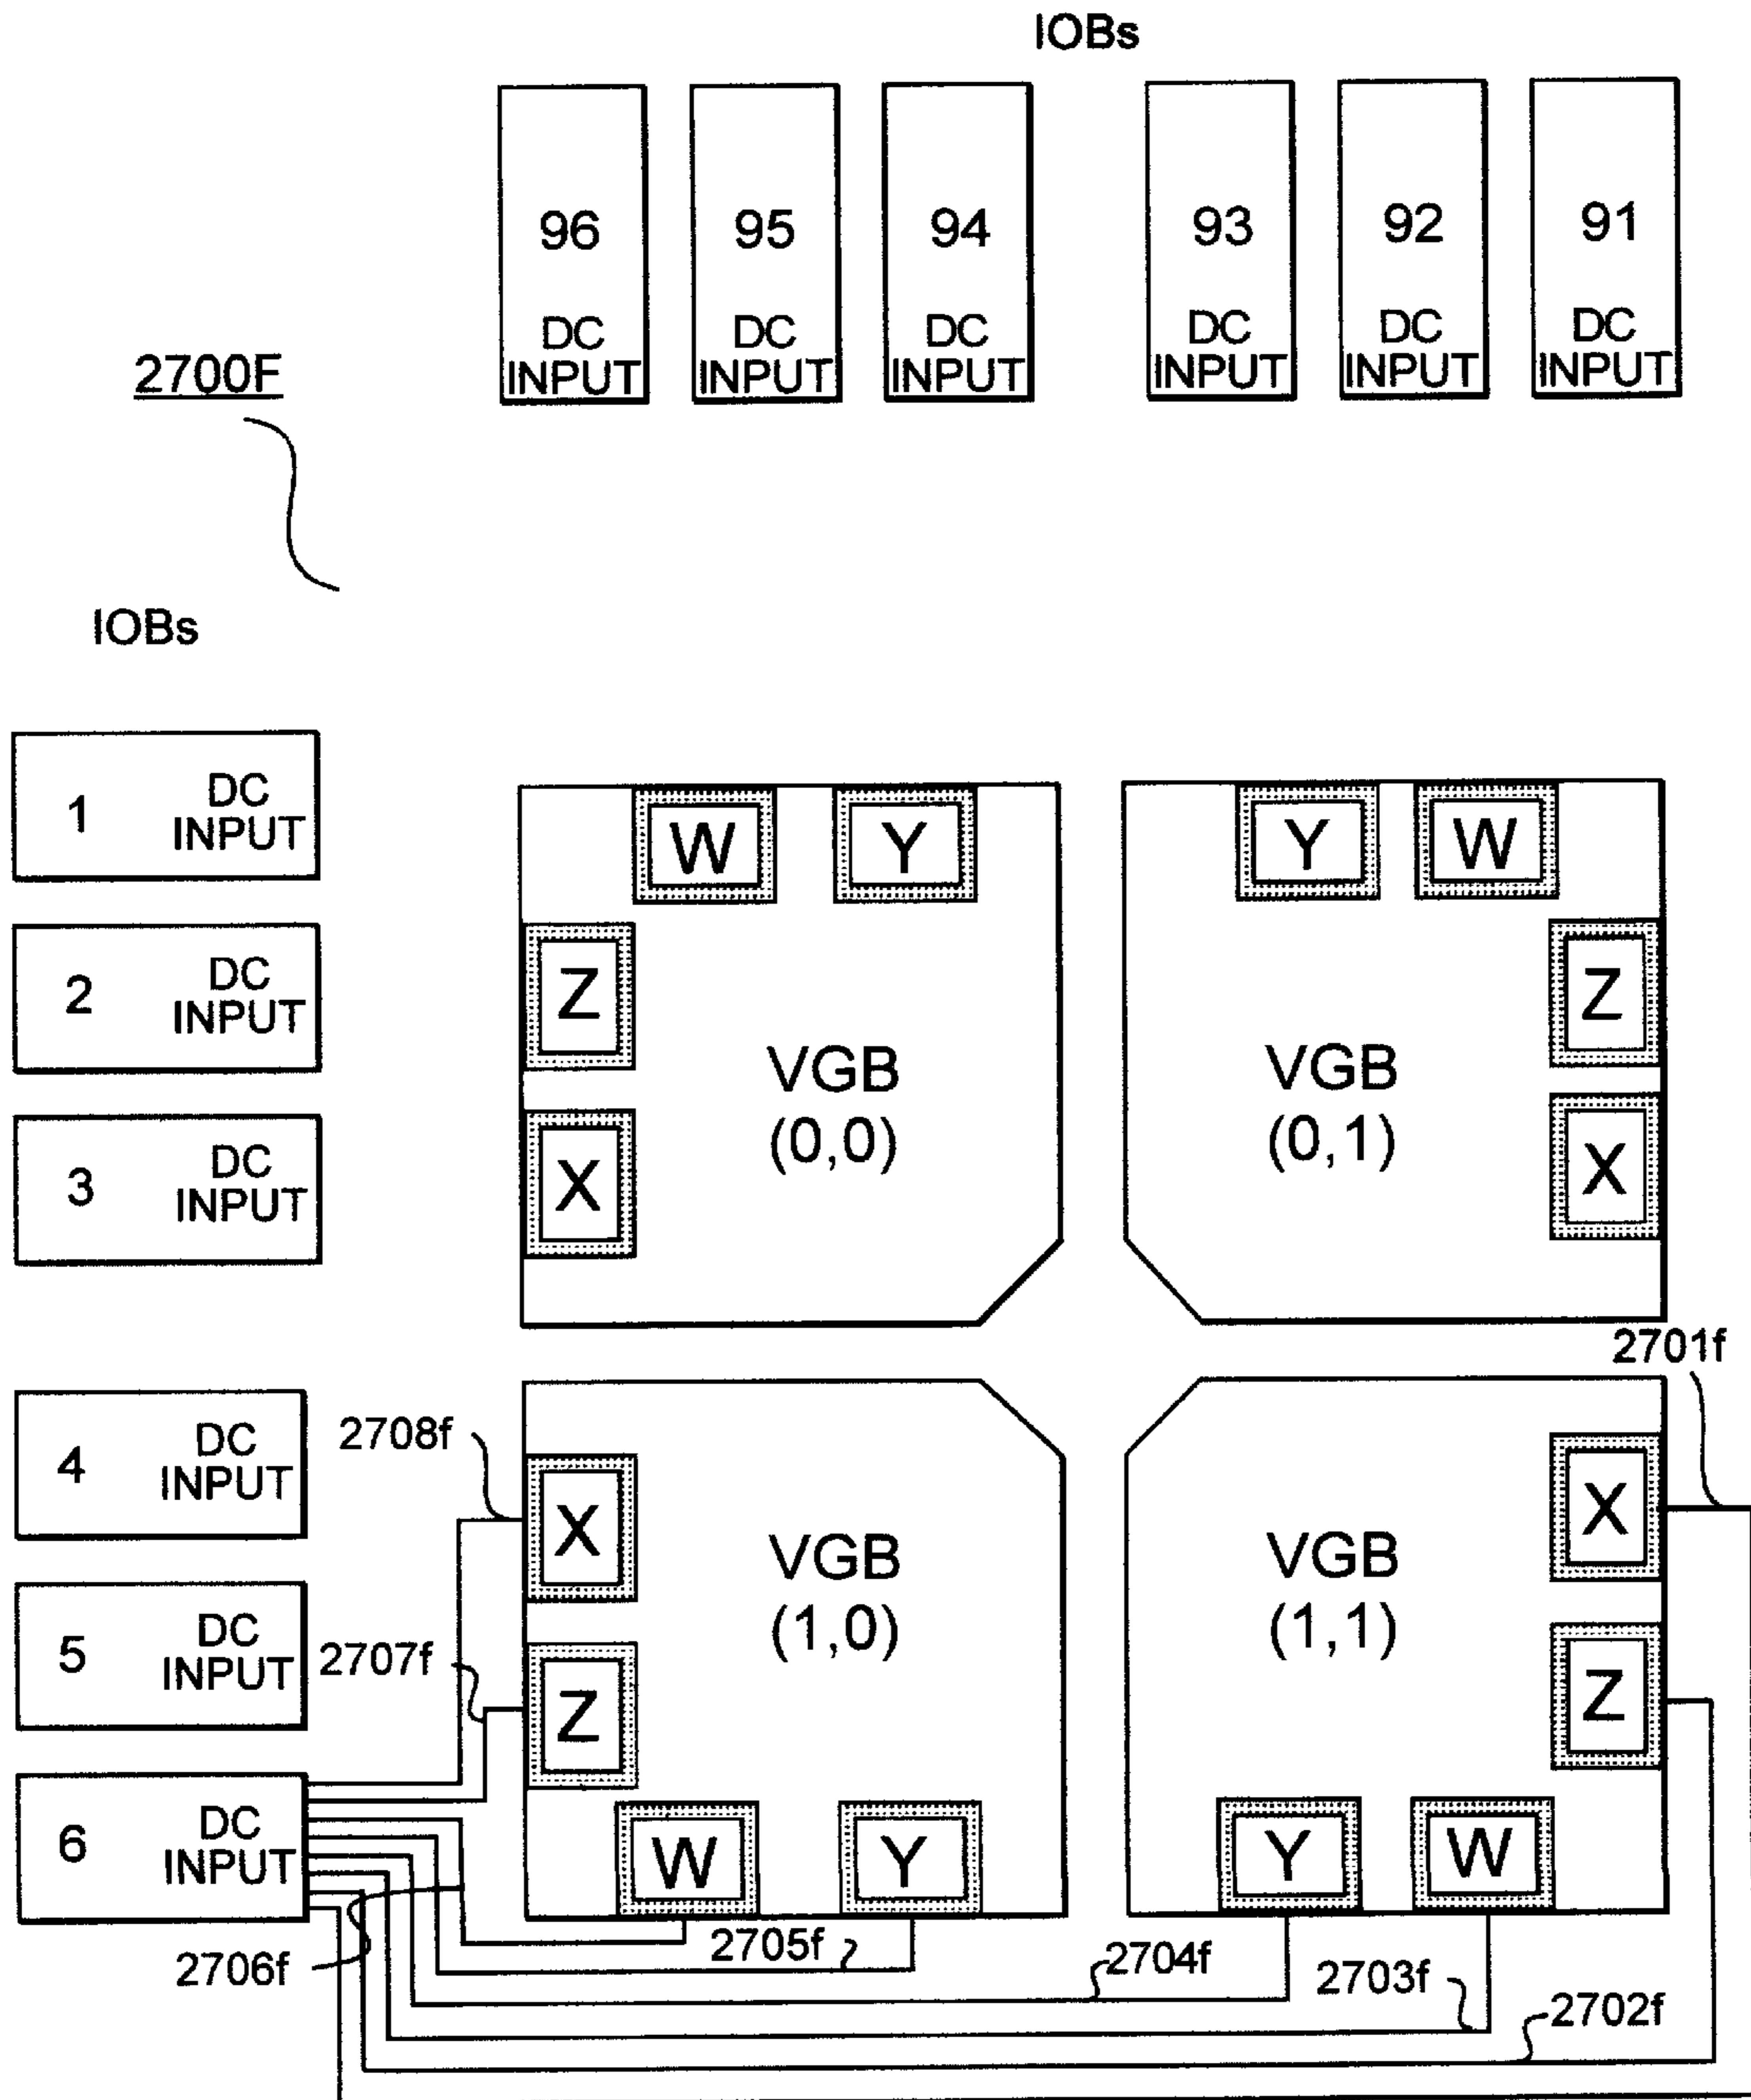 IOBs
96
DC
INPUT
95
DC
INPUT
94
DC
INPUT
93
DC
INPUT
92
DC
INPUT
91
DC
INPUT
2700F
IOBs
1
DC
INPUT
2
DC
INPUT
3
DC
INPUT
W
Y
Z
X
VGB
(0,0)
Y
W
Z
X
VGB
(0,1)
2701f
4
DC
INPUT
5
DC
INPUT
6
DC
INPUT
2708f
2707f
X
Z
W
Y
VGB
(1,0)
X
Z
Y
W
VGB
(1,1)
2706f
2705f
2704f
2703f
2702f